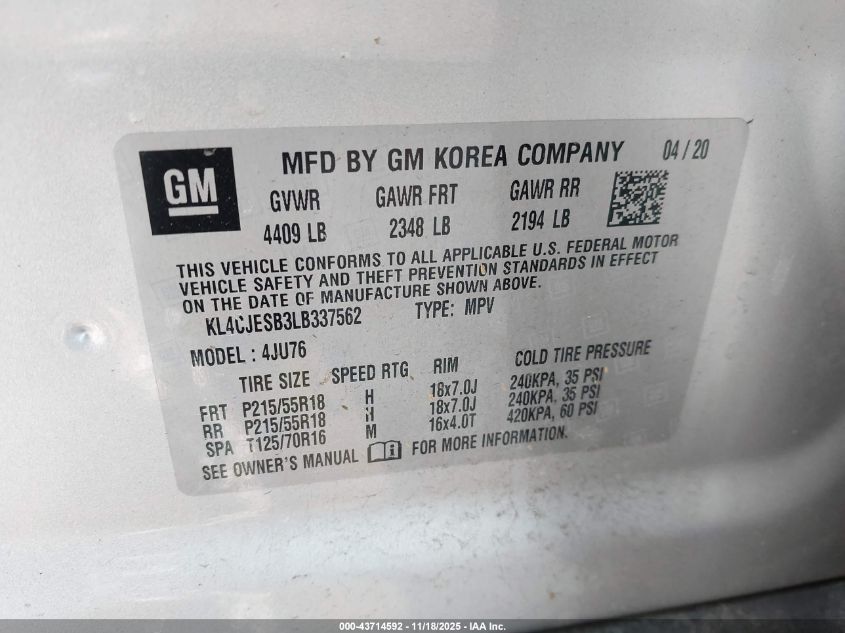 GM
MFD BY GM KOREA COMPANY 04 / 20
GVWR GAWR FRT GAWR RR
4409 LB 2348 LB 2194 LB
THIS VEHICLE CONFORMS TO ALL APPLICABLE U.S. FEDERAL MOTOR
VEHICLE SAFETY AND THEFT PREVENTION STANDARDS IN EFFECT
ON THE DATE OF MANUFACTURE SHOWN ABOVE.
KL4CJESB3LB337562 TYPE: MPV
MODEL : 4JU76
TIRE SIZE SPEED RTG RIM COLD TIRE PRESSURE
FRT P215/55R18 H 18x7.0J 240KPA, 35 PSI
RR P215/55R18 H 18x7.0J 240KPA, 35 PSI
SPA T125/70R16 M 16x4.0T 420KPA, 60 PSI
SEE OWNER'S MANUAL FOR MORE INFORMATION.
000-43714592 - 11/18/2025 - IAA Inc.